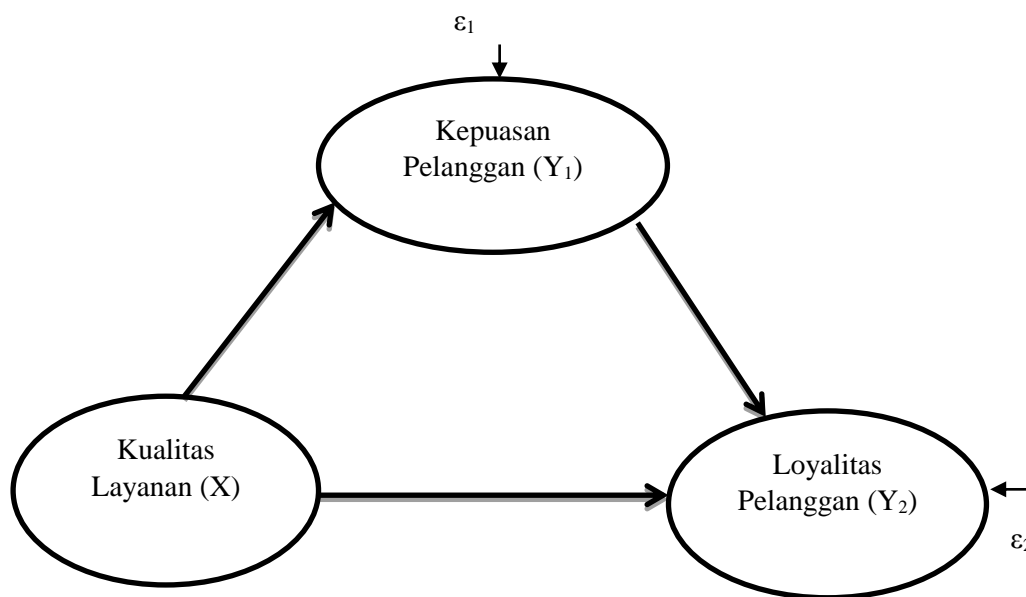 ε₁
Kepuasan
Pelanggan (Y₁)
Kualitas
Layanan (X)
Loyalitas
Pelanggan (Y₂)
ε₂